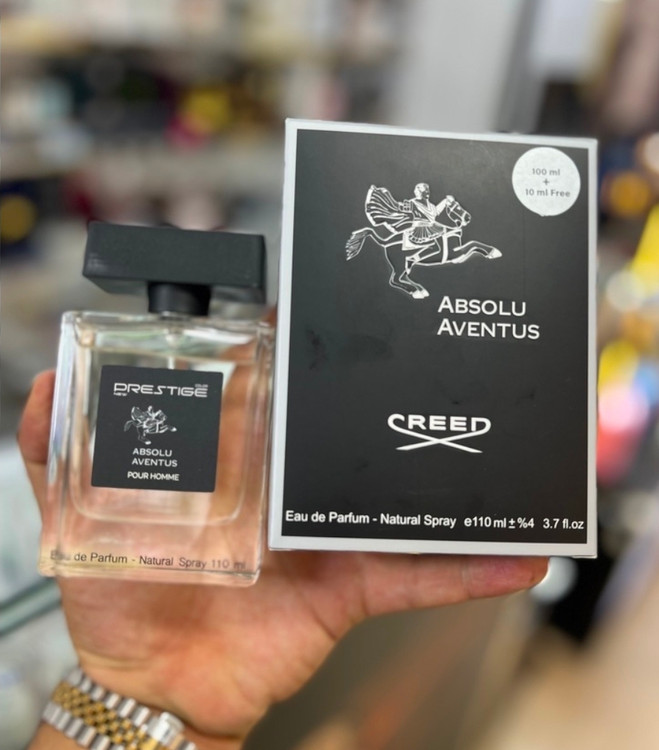 100 ml
+
10 ml Free
ABSOLU
AVENTUS
CREED
Eau de Parfum - Natural Spray e110 ml ± %4 3.7 fl.oz
PRESTIGE
NEW
ABSOLU
AVENTUS
POUR HOMME
de Parfum - Natural Spray 110 ml